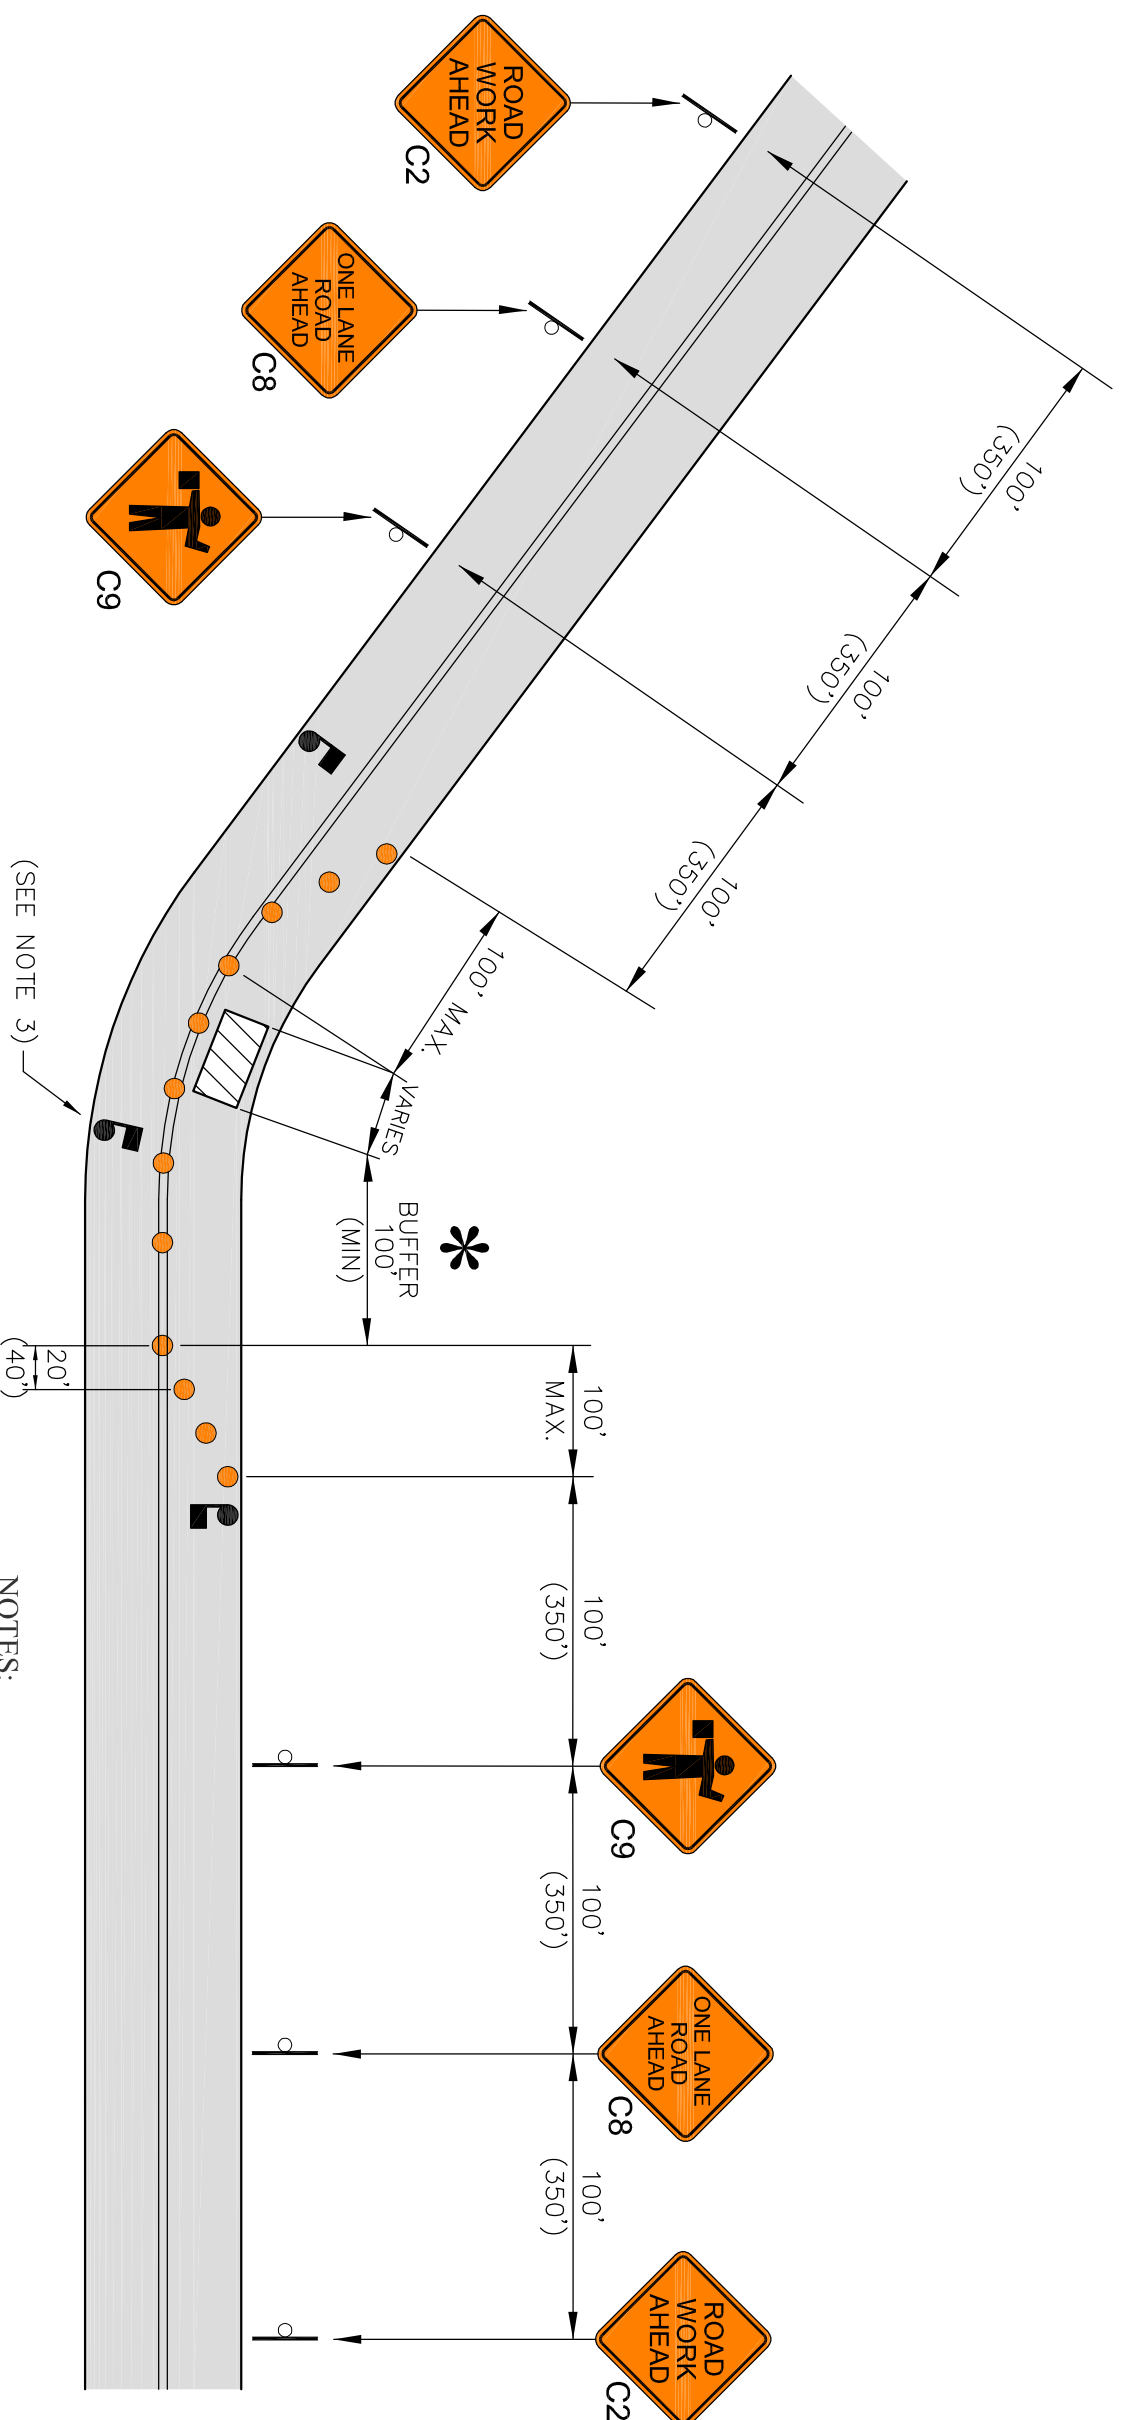 ROAD
WORK
AHEAD
C2
ONE LANE
ROAD
AHEAD
C8
C9
100'
(350')
100'
(350')
100'
(350')
100' MAX.
VARIES
BUFFER
100'
(MIN)
*
(SEE NOTE 3)
20'
(40')
100'
MAX.
100'
(350')
100'
(350')
100'
(350')
C9
ONE LANE
ROAD
AHEAD
C8
ROAD
WORK
AHEAD
C2
NOTES: